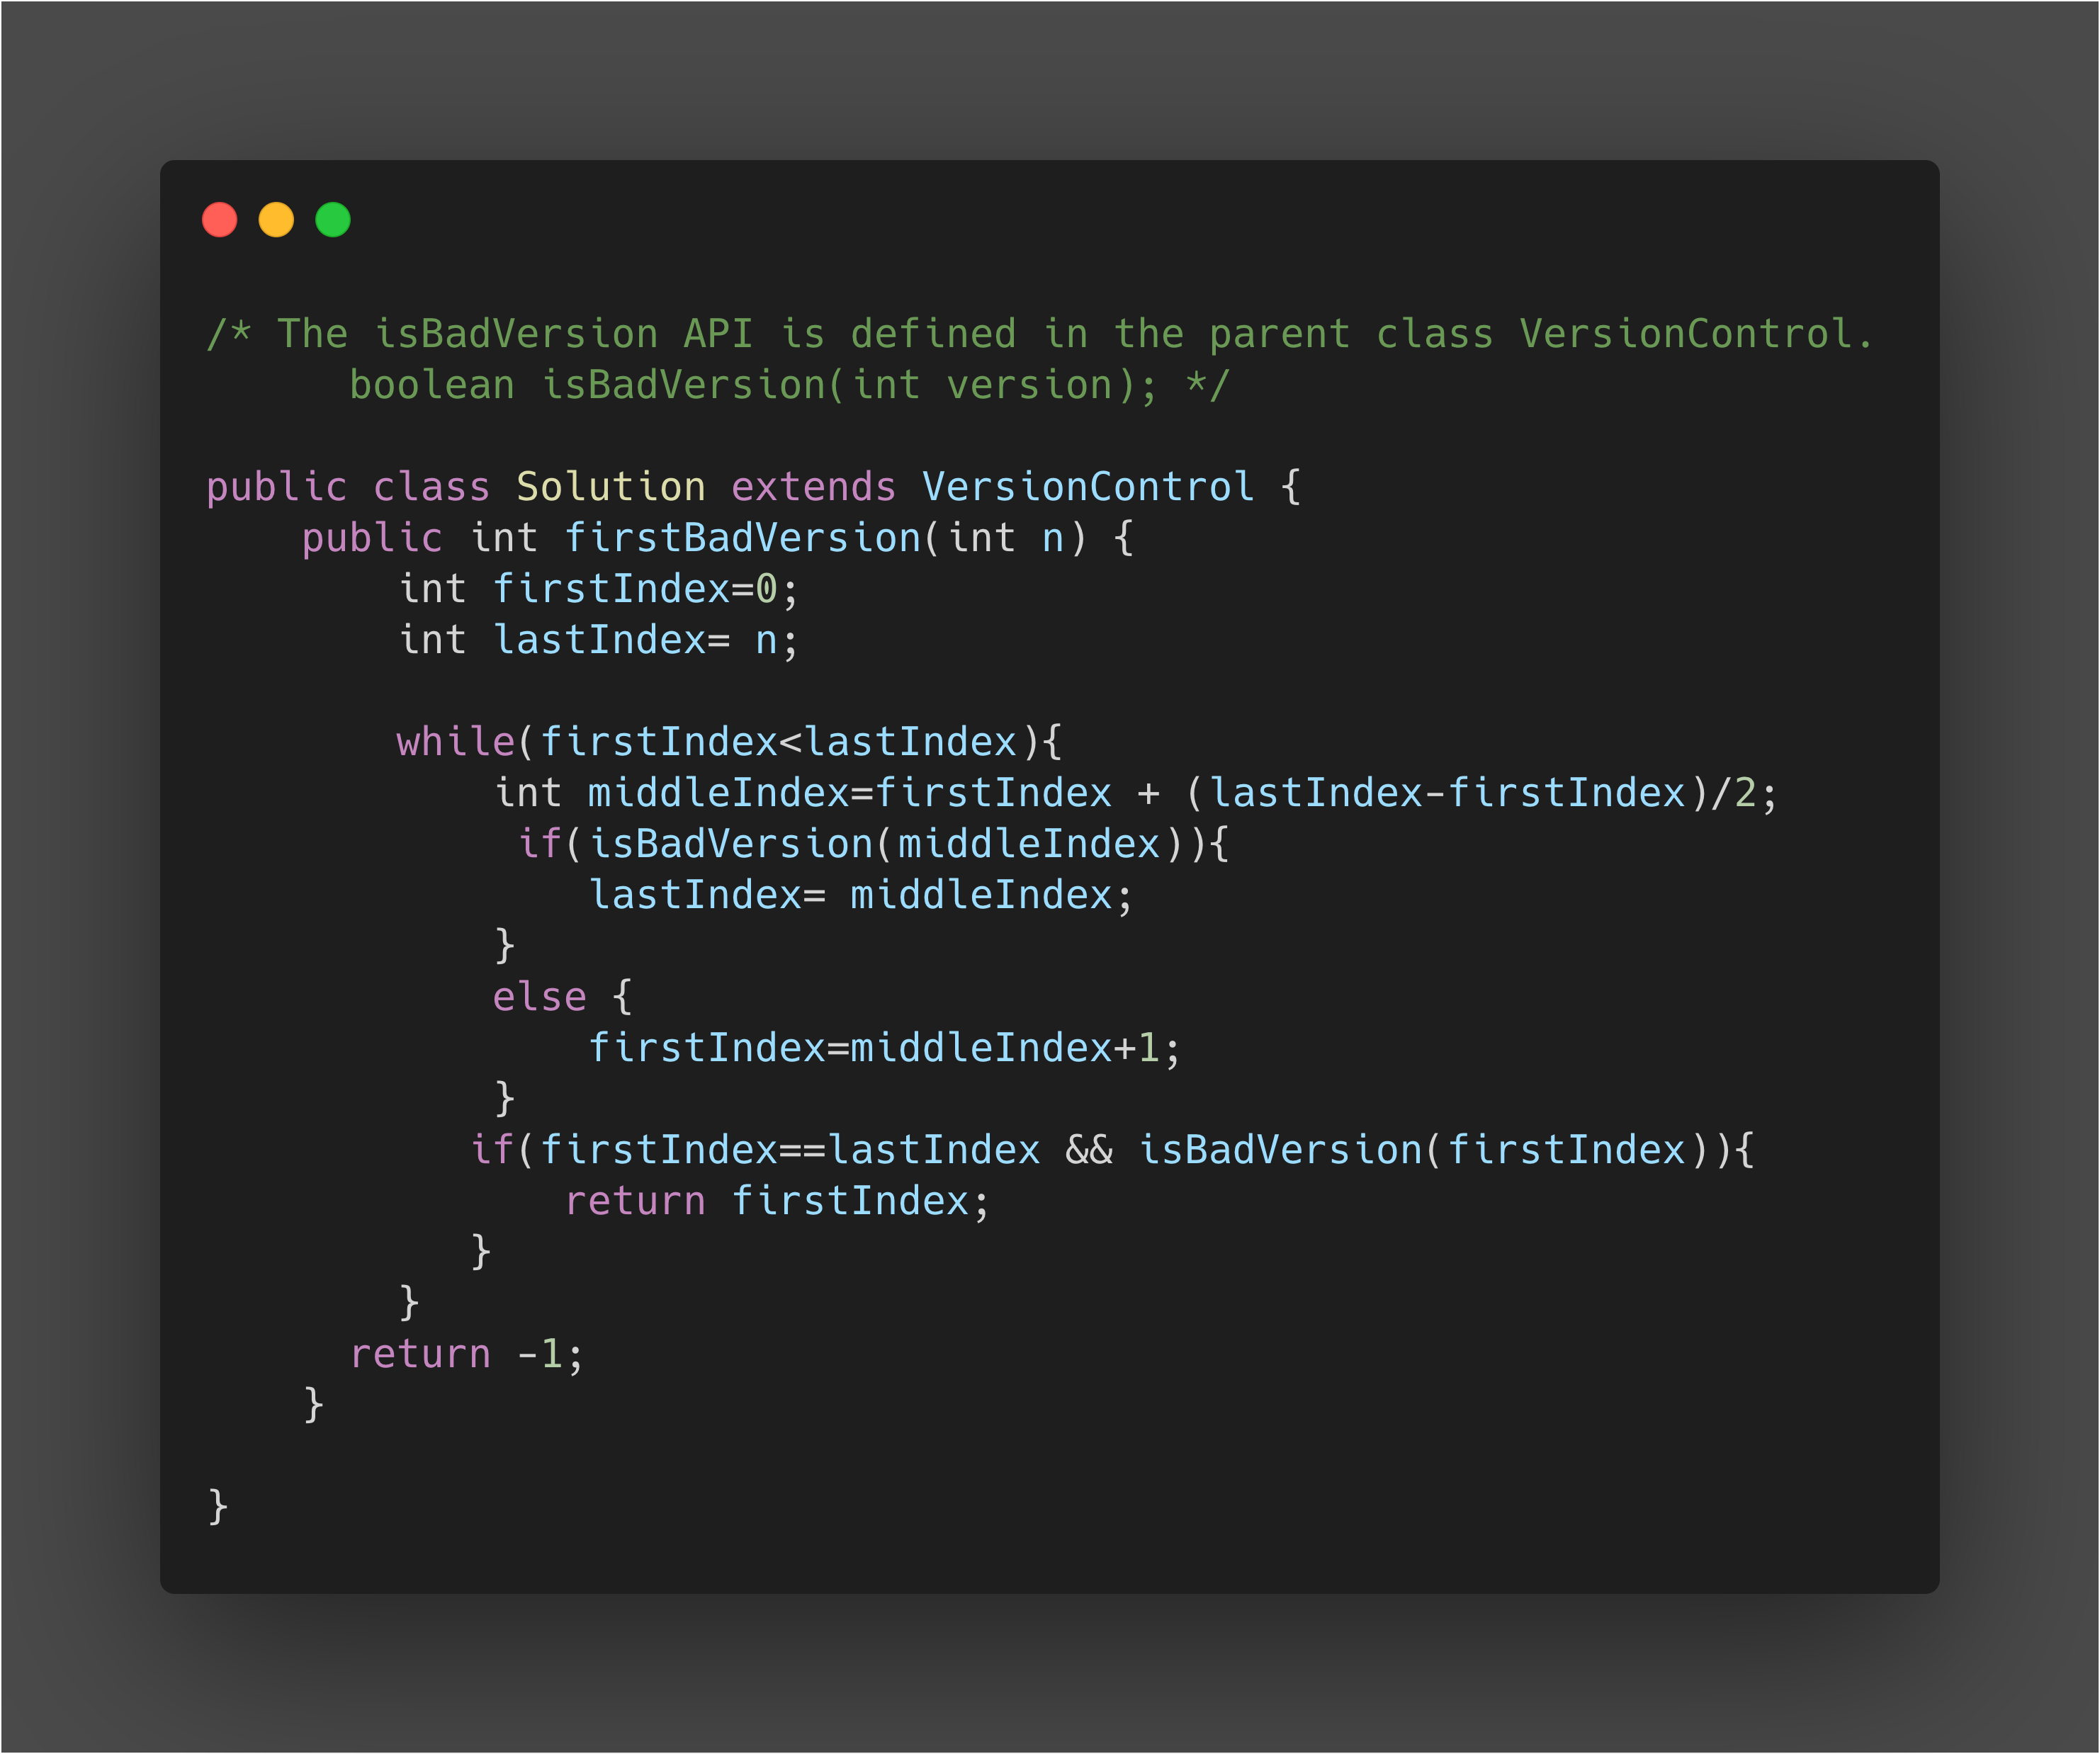 /* The isBadVersion API is defined in the parent class VersionControl.
      boolean isBadVersion(int version); */

public class Solution extends VersionControl {
    public int firstBadVersion(int n) {
        int firstIndex=0;
        int lastIndex= n;

        while(firstIndex<lastIndex){
            int middleIndex=firstIndex + (lastIndex-firstIndex)/2;
             if(isBadVersion(middleIndex)){
                lastIndex= middleIndex;
            }
            else {
                firstIndex=middleIndex+1;
            }
           if(firstIndex==lastIndex && isBadVersion(firstIndex)){
               return firstIndex;
           }
        }
      return -1;
    }

}